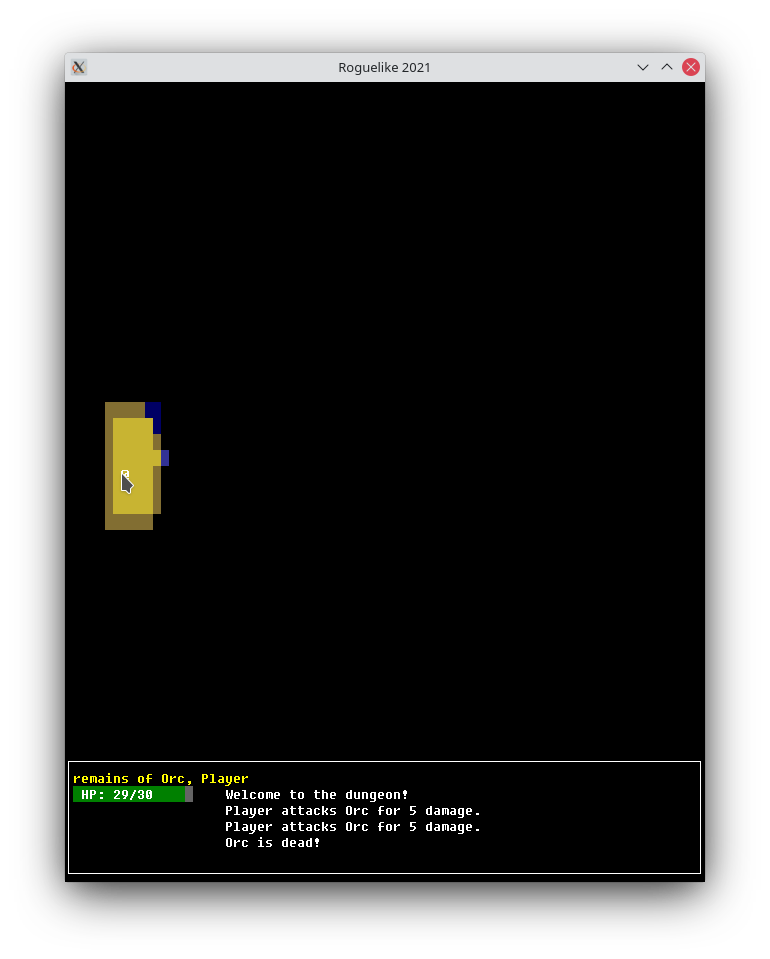 Roguelike 2021
remains of Orc, Player
HP: 29/30
Welcome to the dungeon!
Player attacks Orc for 5 damage.
Player attacks Orc for 5 damage.
Orc is dead!